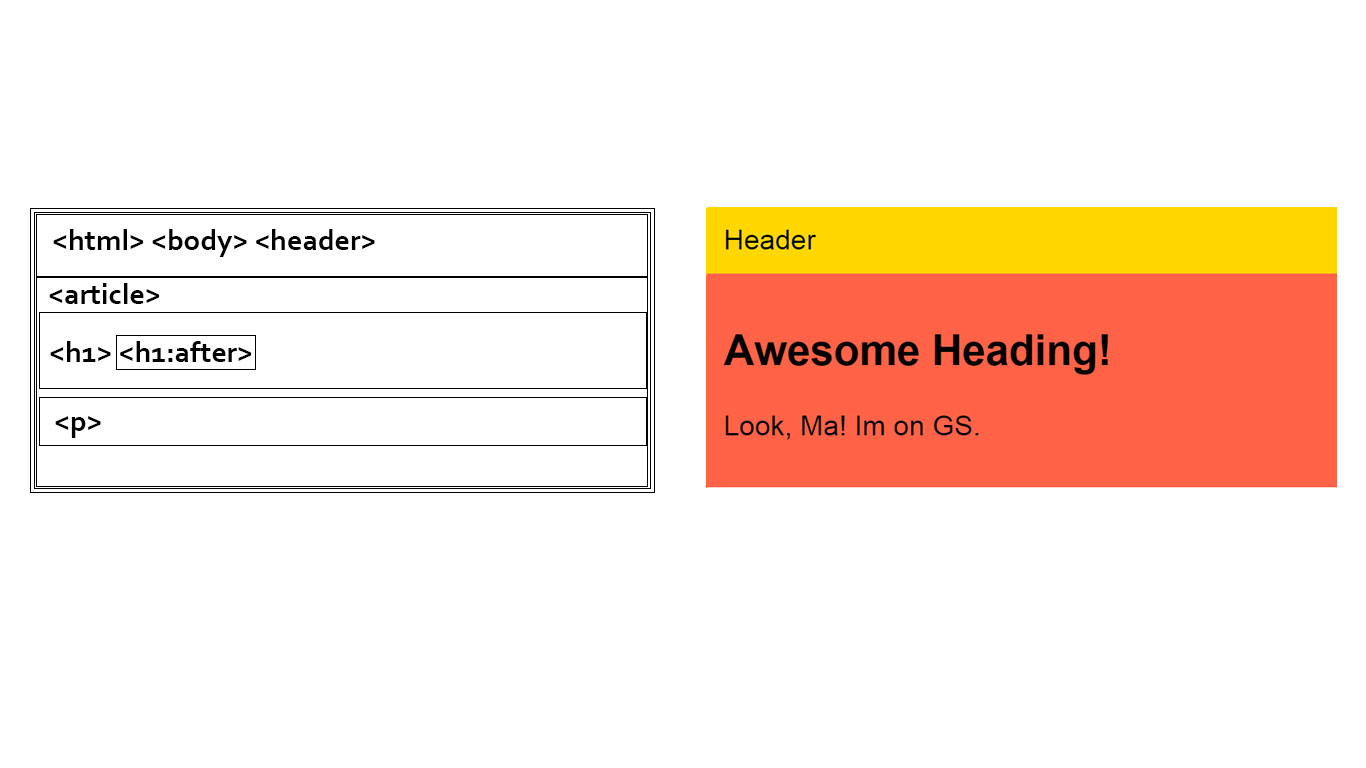 <html> <body> <header>
<article>
<h1> <h1:after>
<p>
Header
Awesome Heading!
Look, Ma! Im on GS.